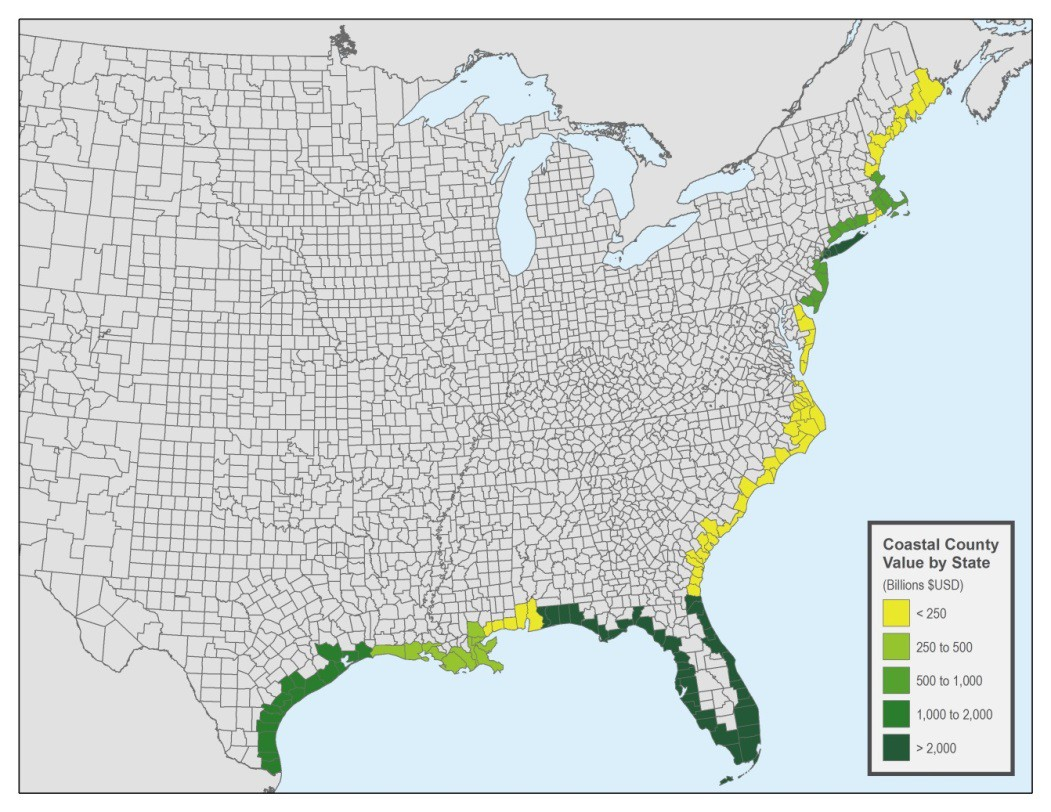 Coastal County
Value by State
(Billions $USD)
< 250
250 to 500
500 to 1,000
1,000 to 2,000
> 2,000